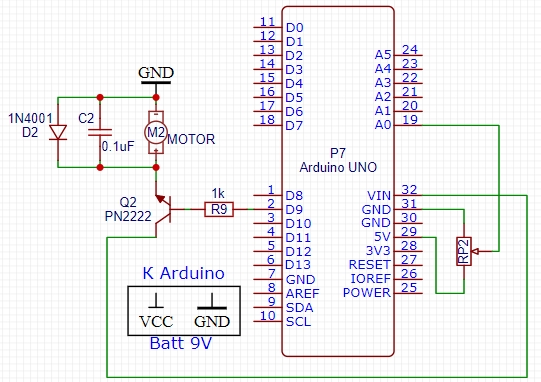 GND
1N4001
D2
C2
0.1uF
M2
MOTOR
Q2
PN2222
1k
R9
K Arduino
VCC
GND
Batt 9V
11 D0
12 D1
13 D2
14 D3
15 D4
16 D5
17 D6
18 D7
1 D8
2 D9
3 D10
4 D11
5 D12
6 D13
7 GND
8 AREF
9 SDA
10 SCL
P7
Arduino UNO
A5 24
A4 23
A3 22
A2 21
A1 20
A0 19
VIN 32
GND 31
GND 30
5V 29
3V3 28
RESET 27
IOREF 26
POWER 25
RP2